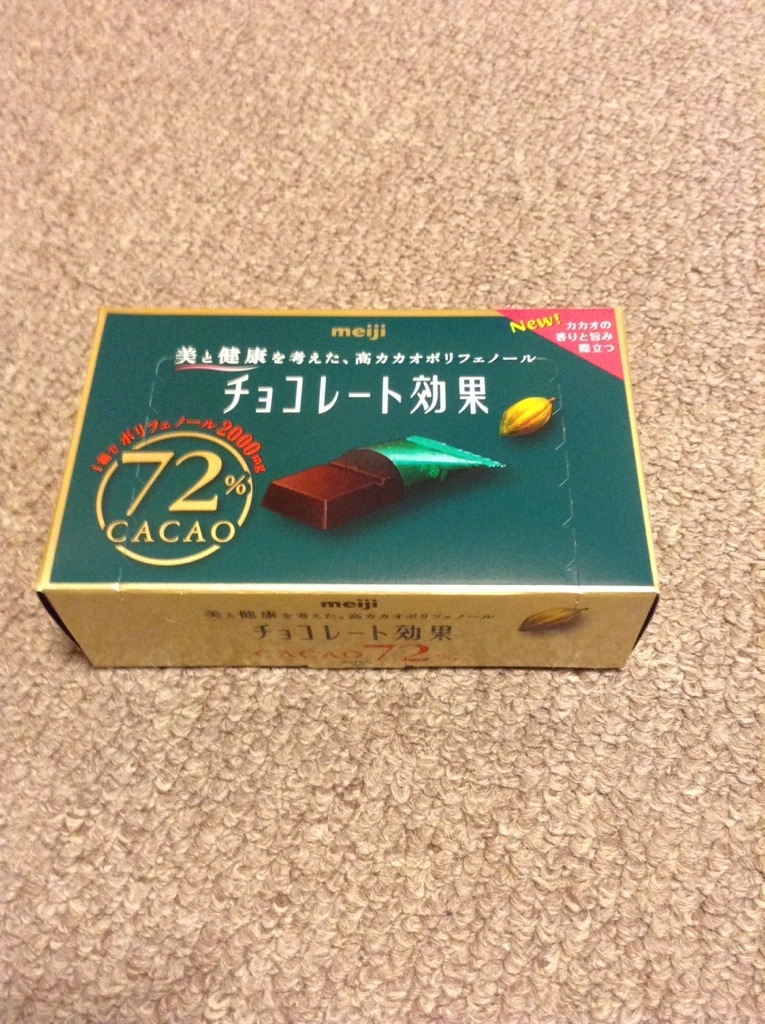 meiji
New! カカオの
香りと旨み
際立つ
美と健康を考えた、高カカオポリフェノール
チョコレート効果
1箱でポリフェノール2000mg
72%
CACAO
meiji
美と健康を考えた、高カカオポリフェノール
チョコレート効果
CACAO 72%